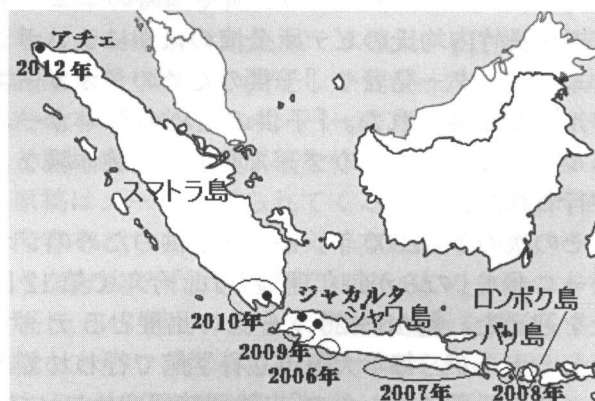 アチェ
2012年
スマトラ島
ジャカルタ
2010年
ジャワ島
ロンボク島
バリ島
2009年
2006年
2007年
2008年